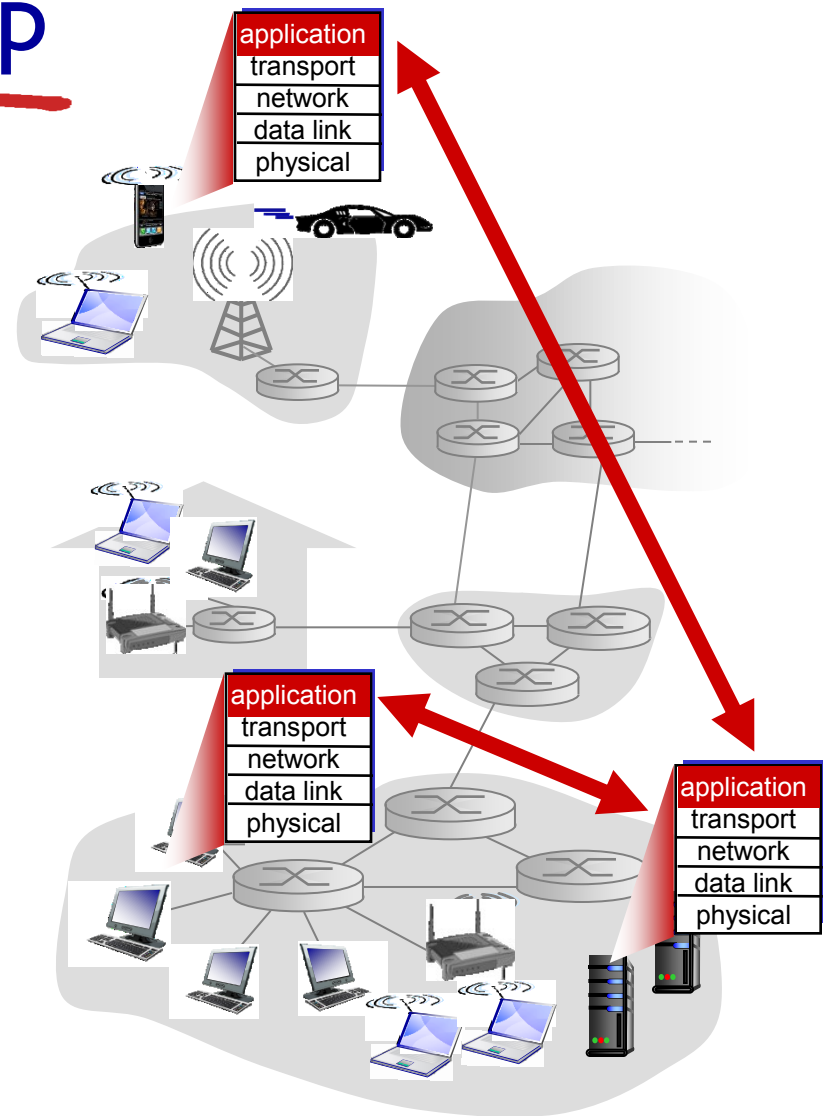 p
application
transport
network
data link
physical
application
transport
network
data link
physical
application
transport
network
data link
physical